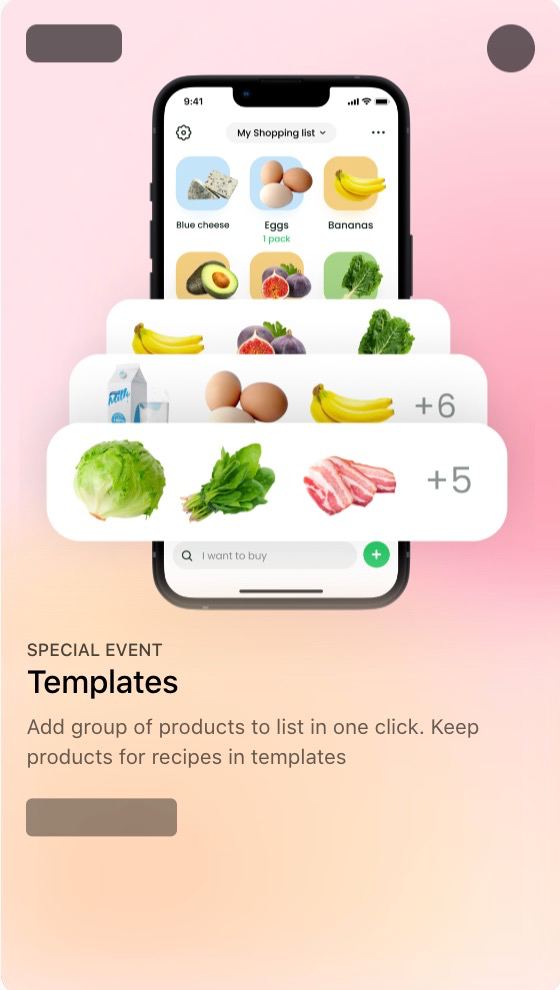 9:41
My Shopping list
Blue cheese
Eggs
Bananas
1 pack
Milk
+6
+5
I want to buy
SPECIAL EVENT
Templates
Add group of products to list in one click. Keep
products for recipes in templates